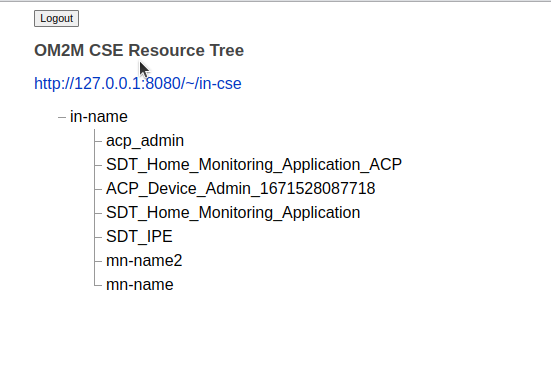 Logout
OM2M CSE Resource Tree
http://127.0.0.1:8080/~/in-cse
in-name
acp_admin
SDT_Home_Monitoring_Application_ACP
ACP_Device_Admin_1671528087718
SDT_Home_Monitoring_Application
SDT_IPE
mn-name2
mn-name